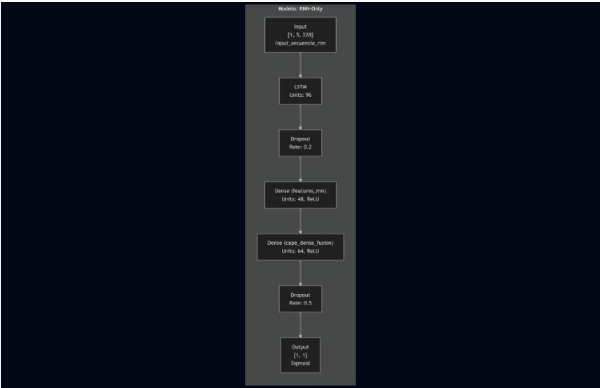 Modelo: RNN-Only
Input
[1, 5, 228]
input_secuencia_rnn
LSTM
Units: 96
Dropout
Rate: 0.2
Dense (features_rnn)
Units: 48, ReLU
Dense (capa_densa_fusion)
Units: 64, ReLU
Dropout
Rate: 0.5
Output
[1, 1]
Sigmoid